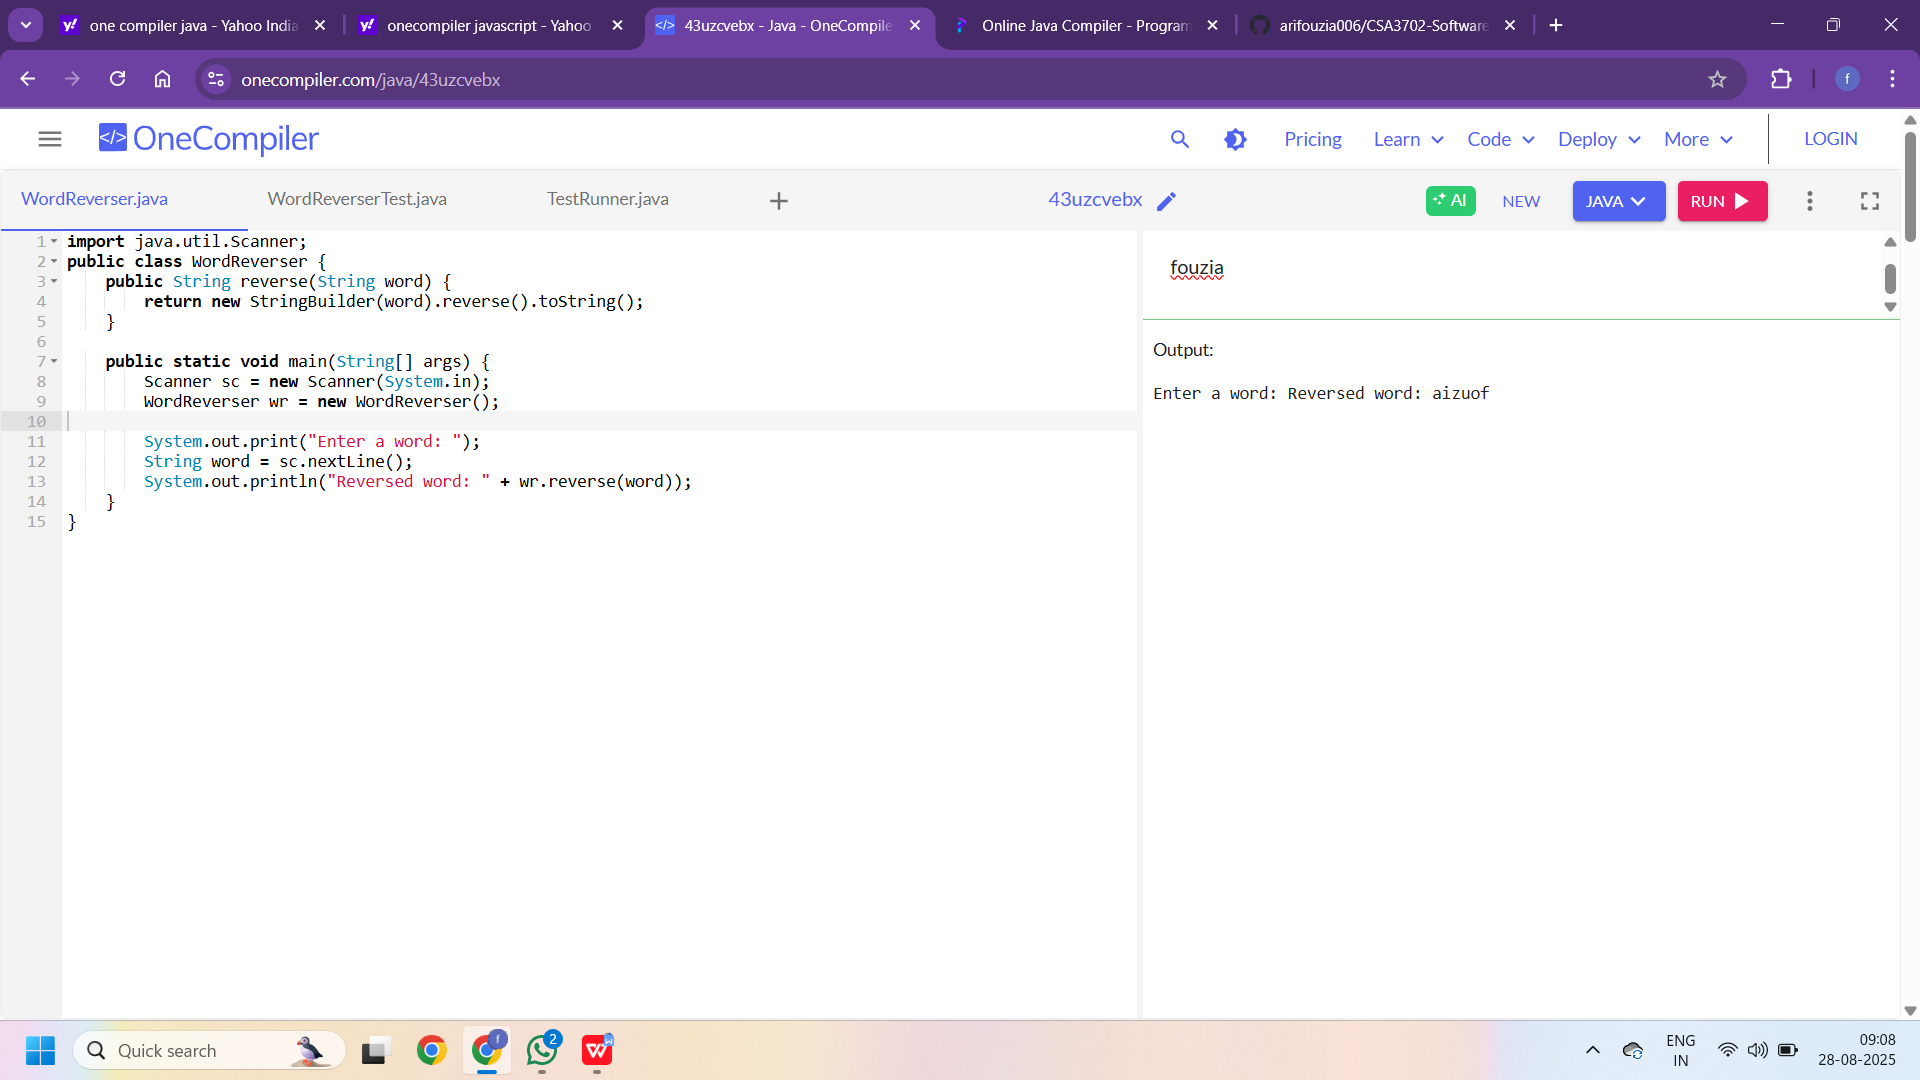 one compiler java - Yahoo India
onecompiler javascript - Yahoo
43uzcvebx - Java - OneCompile
Online Java Compiler - Program
arifouzia006/CSA3702-Software
onecompiler.com/java/43uzcvebx
f
</> OneCompiler
Pricing
Learn
Code
Deploy
More
LOGIN
WordReverser.java
WordReverserTest.java
TestRunner.java
43uzcvebx
AI
NEW
JAVA
RUN
1 import java.util.Scanner;
2 public class WordReverser {
3 public String reverse(String word) {
4 return new StringBuilder(word).reverse().toString();
5 }
6
7 public static void main(String[] args) {
8 Scanner sc = new Scanner(System.in);
9 WordReverser wr = new WordReverser();
10
11 System.out.print("Enter a word: ");
12 String word = sc.nextLine();
13 System.out.println("Reversed word: " + wr.reverse(word));
14 }
15 }
fouzia
Output:
Enter a word: Reversed word: aizuof
Quick search
f
2
W
ENG
IN
09:08
28-08-2025